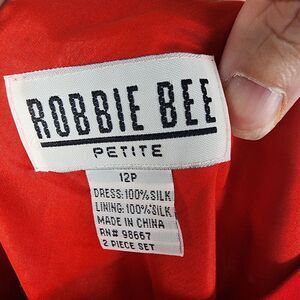 ROBBIE BEE
PETITE
12P
DRESS:100%SILK
LINING:100%SILK
MADE IN CHINA
RN# 98667
2 PIECE SET